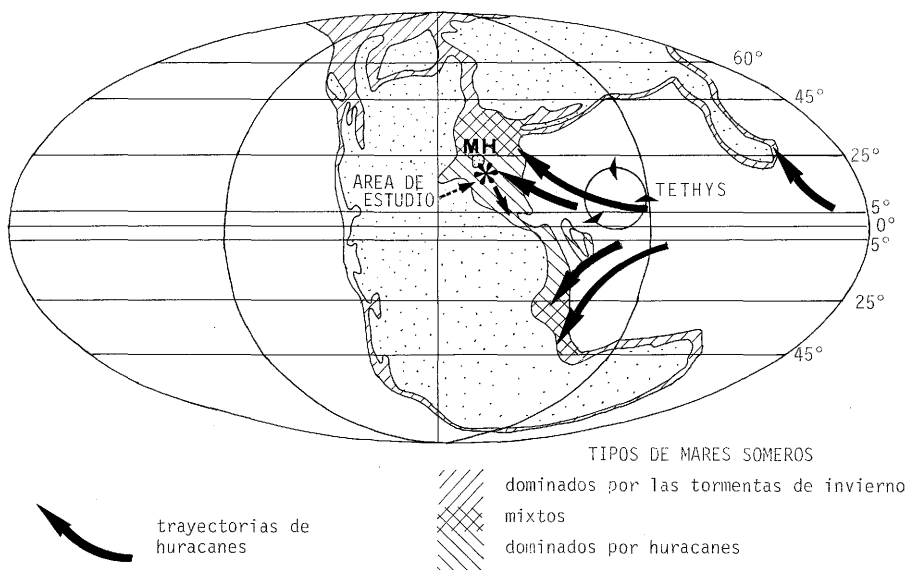 60°
45°
MH
25°
AREA DE
ESTUDIO
TETHYS
5°
0°
5°
25°
45°
TIPOS DE MARES SOMEROS
dominados por las tormentas de invierno
mixtos
dominados por huracanes
trayectorias de
huracanes